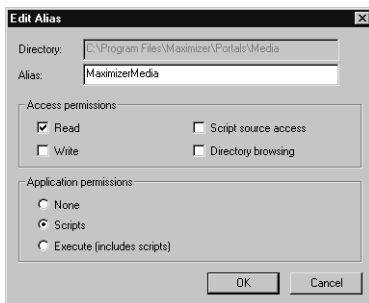 Edit Alias
Directory: C:\Program Files\Maximizer\Portals\Media
Alias: MaximizerMedia
Access permissions
Read Script source access
Write Directory browsing
Application permissions
None
Scripts
Execute (includes scripts)
OK Cancel